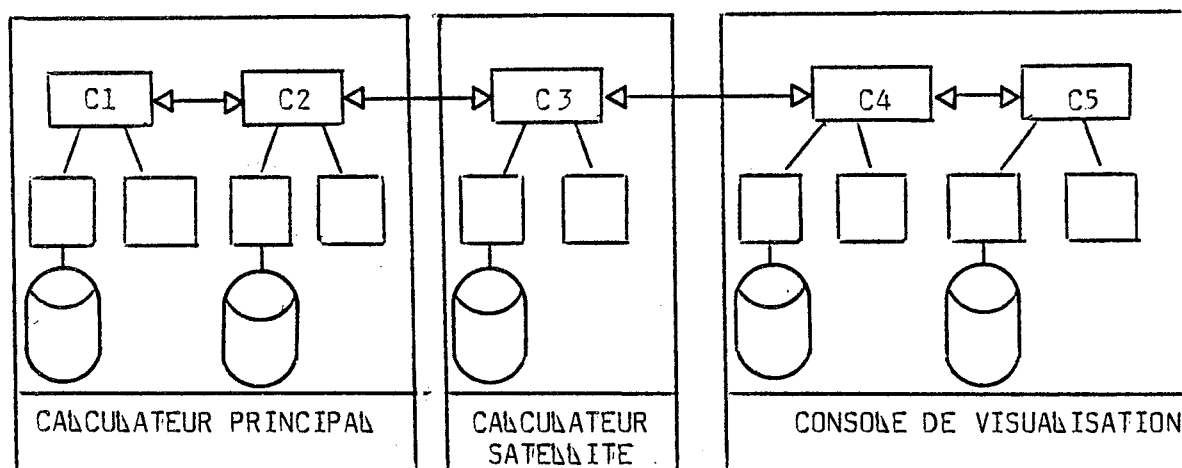 C1
C2
C3
C4
C5
CALCULATEUR PRINCIPAL
CALCULATEUR
SATELLITE
CONSOLE DE VISUALISATION